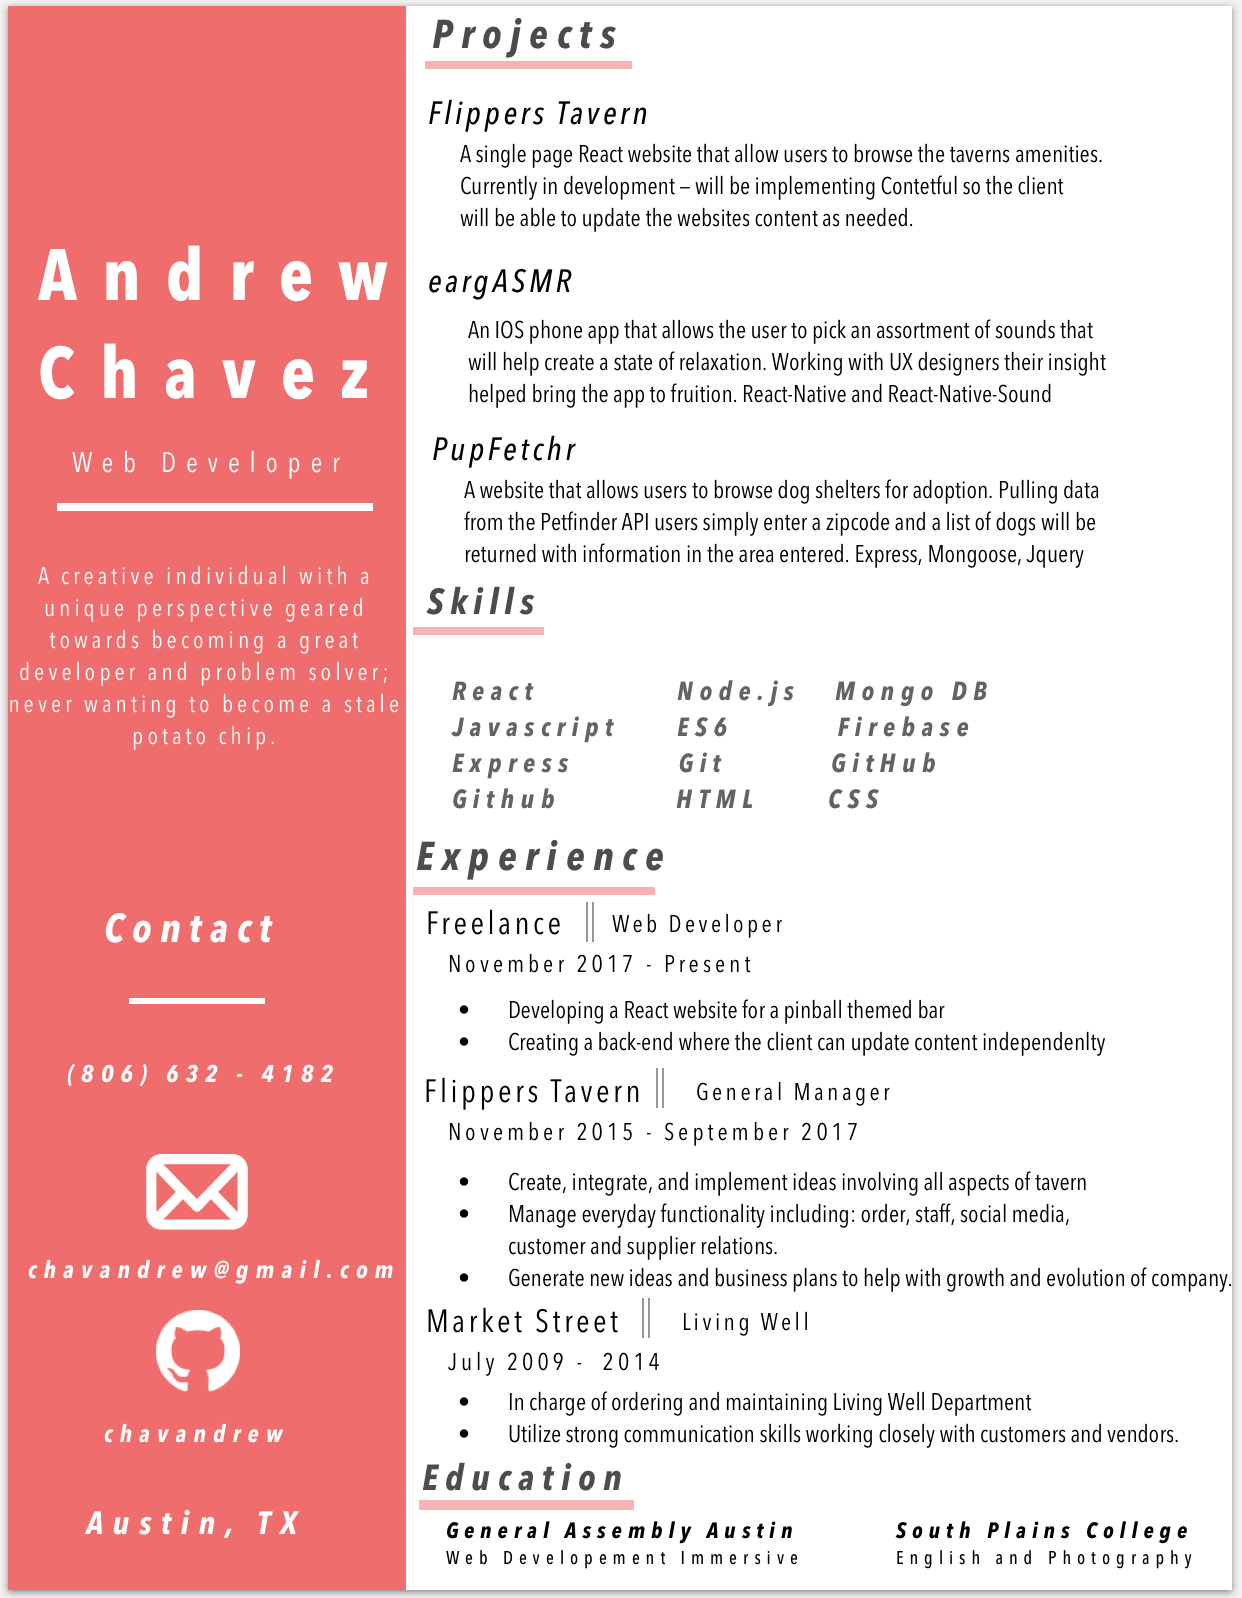 Andrew
Chavez
Web Developer
A creative individual with a
unique perspective geared
towards becoming a great
developer and problem solver;
never wanting to become a stale
potato chip.
Contact
(806) 632 - 4182
chavandrew@gmail.com
chavandrew
Austin, TX
Projects
Flippers Tavern
A single page React website that allow users to browse the taverns amenities.
Currently in development – will be implementing Contetful so the client
will be able to update the websites content as needed.
eargASMR
An IOS phone app that allows the user to pick an assortment of sounds that
will help create a state of relaxation. Working with UX designers their insight
helped bring the app to fruition. React-Native and React-Native-Sound
PupFetchr
A website that allows users to browse dog shelters for adoption. Pulling data
from the Petfinder API users simply enter a zipcode and a list of dogs will be
returned with information in the area entered. Express, Mongoose, Jquery
Skills
React Node.js Mongo DB
Javascript ES6 Firebase
Express Git GitHub
Github HTML CSS
Experience
Freelance || Web Developer
November 2017 - Present
• Developing a React website for a pinball themed bar
• Creating a back-end where the client can update content independenlty
Flippers Tavern || General Manager
November 2015 - September 2017
• Create, integrate, and implement ideas involving all aspects of tavern
• Manage everyday functionality including: order, staff, social media,
customer and supplier relations.
• Generate new ideas and business plans to help with growth and evolution of company.
Market Street || Living Well
July 2009 - 2014
• In charge of ordering and maintaining Living Well Department
• Utilize strong communication skills working closely with customers and vendors.
Education
General Assembly Austin South Plains College
Web Developement Immersive English and Photography